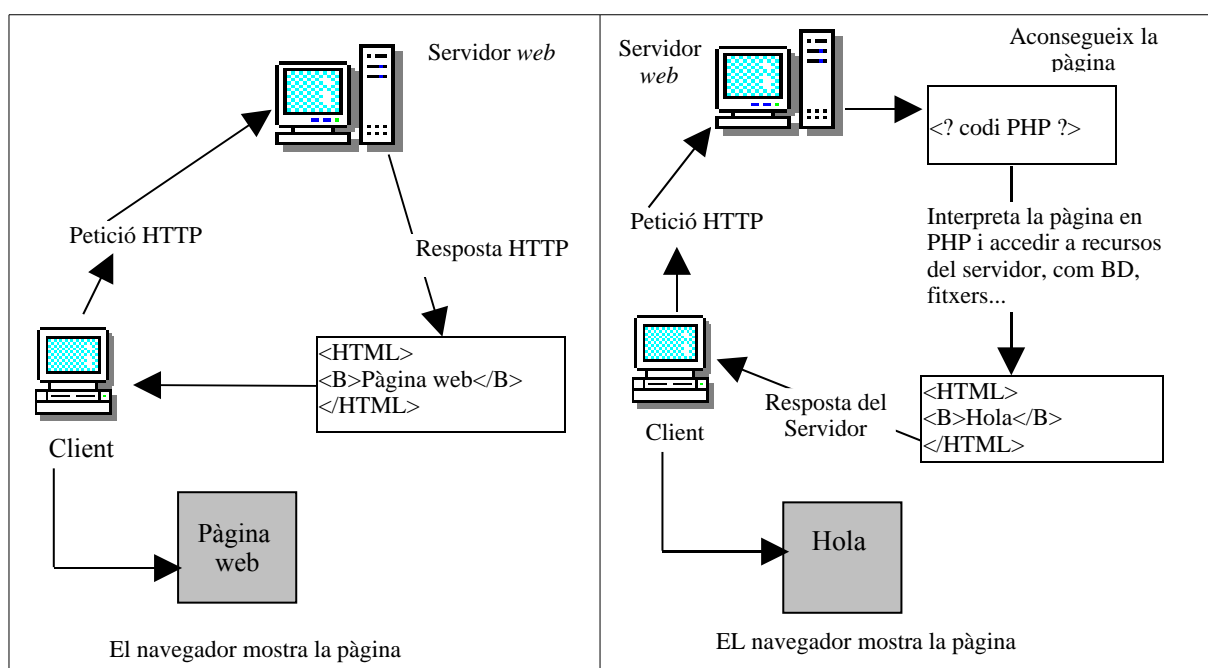 Servidor web
Petició HTTP
Resposta HTTP
<HTML>
<B>Pàgina web</B>
</HTML>
Client
Pàgina
web
El navegador mostra la pàgina
Servidor
web
Aconsegueix la
pàgina
<? codi PHP ?>
Petició HTTP
Interpreta la pàgina en
PHP i accedir a recursos
del servidor, com BD,
fitxers...
<HTML>
<B>Hola</B>
</HTML>
Resposta del
Servidor
Client
Hola
EL navegador mostra la pàgina